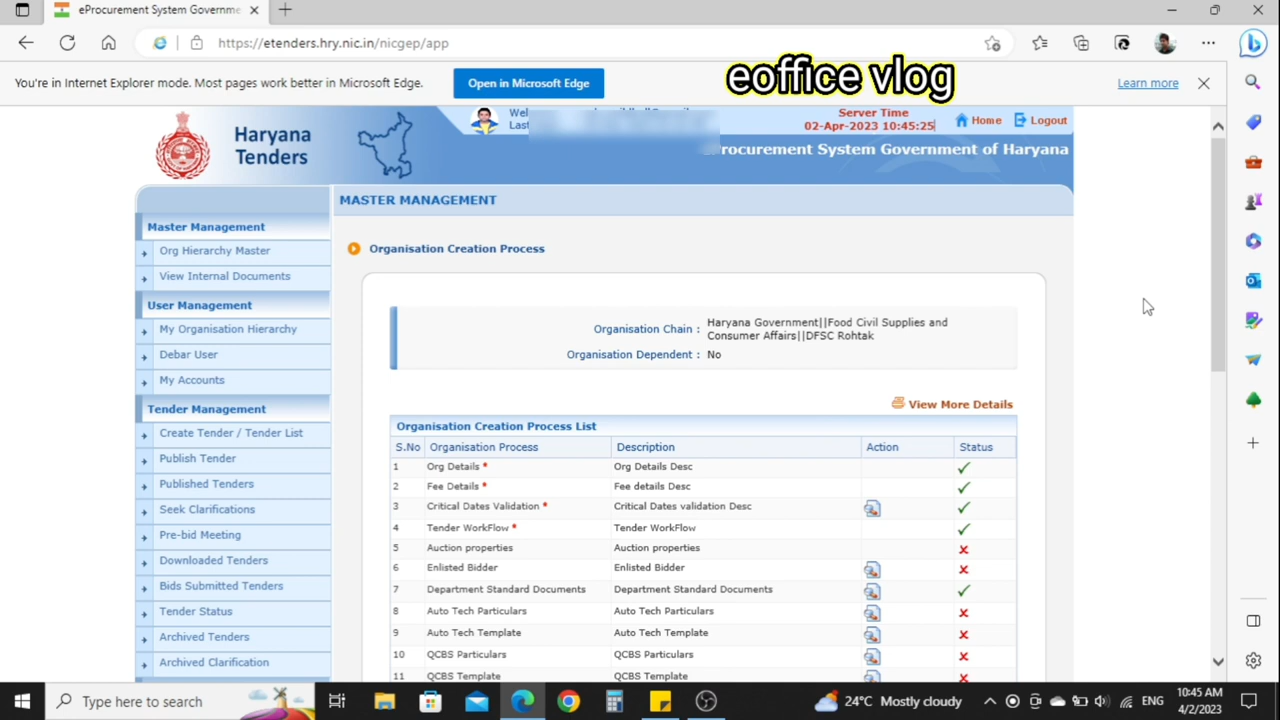 eProcurement System Governme
https://etenders.hry.nic.in/nicgep/app
You're in Internet Explorer mode. Most pages work better in Microsoft Edge.
Open in Microsoft Edge
eoffice vlog
Learn more
Haryana
Tenders
Wel
Last
Server Time
02-Apr-2023 10:45:25
Home
Logout
rocurement System Government of Haryana
MASTER MANAGEMENT
Master Management
Org Hierarchy Master
View Internal Documents
User Management
My Organisation Hierarchy
Debar User
My Accounts
Tender Management
Create Tender / Tender List
Publish Tender
Published Tenders
Seek Clarifications
Pre-bid Meeting
Downloaded Tenders
Bids Submitted Tenders
Tender Status
Archived Tenders
Archived Clarification
Organisation Creation Process
Organisation Chain : Haryana Government||Food Civil Supplies and
Consumer Affairs||DFSC Rohtak
Organisation Dependent : No
View More Details
Organisation Creation Process List
S.No Organisation Process Description Action Status
1 Org Details * Org Details Desc
2 Fee Details * Fee details Desc
3 Critical Dates Validation * Critical Dates validation Desc
4 Tender WorkFlow * Tender WorkFlow
5 Auction properties Auction properties
6 Enlisted Bidder Enlisted Bidder
7 Department Standard Documents Department Standard Documents
8 Auto Tech Particulars Auto Tech Particulars
9 Auto Tech Template Auto Tech Template
10 QCBS Particulars QCBS Particulars
11 QCBS Template QCBS Template
Type here to search
24°C Mostly cloudy
ENG
10:45 AM
4/2/2023